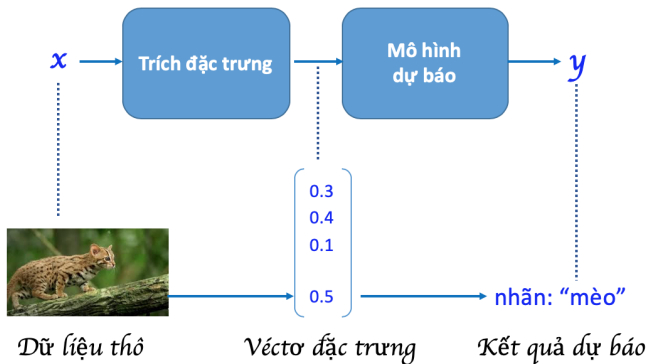 x
Trích đặc trưng
Mô hình
dự báo
y
0.3
0.4
0.1
0.5
nhãn: “mèo”
Dữ liệu thô
Véctơ đặc trưng
Kết quả dự báo